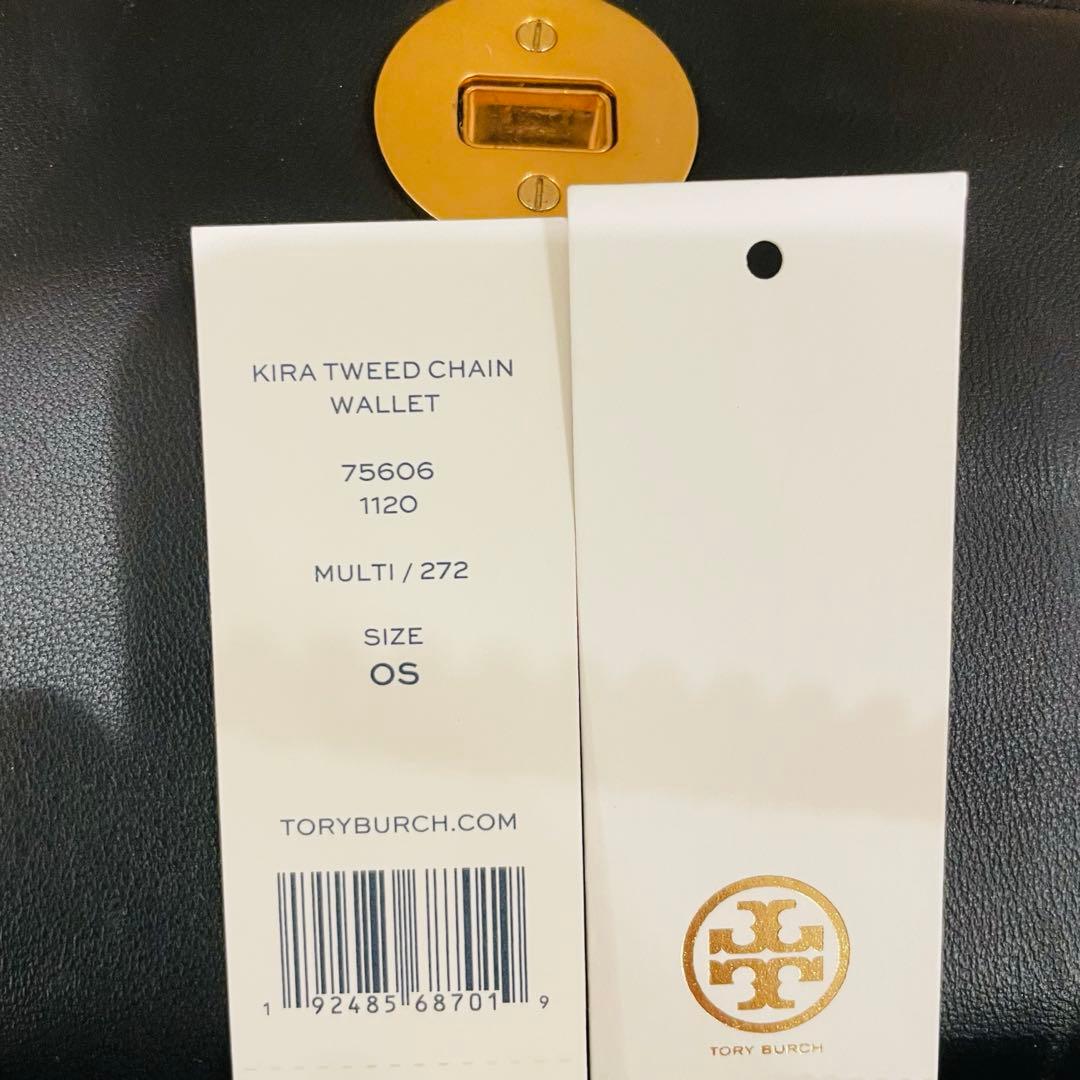 KIRA TWEED CHAIN
WALLET
75606
1120
MULTI / 272
SIZE
OS
TORYBURCH.COM
1 92485 68701 9
TORY BURCH